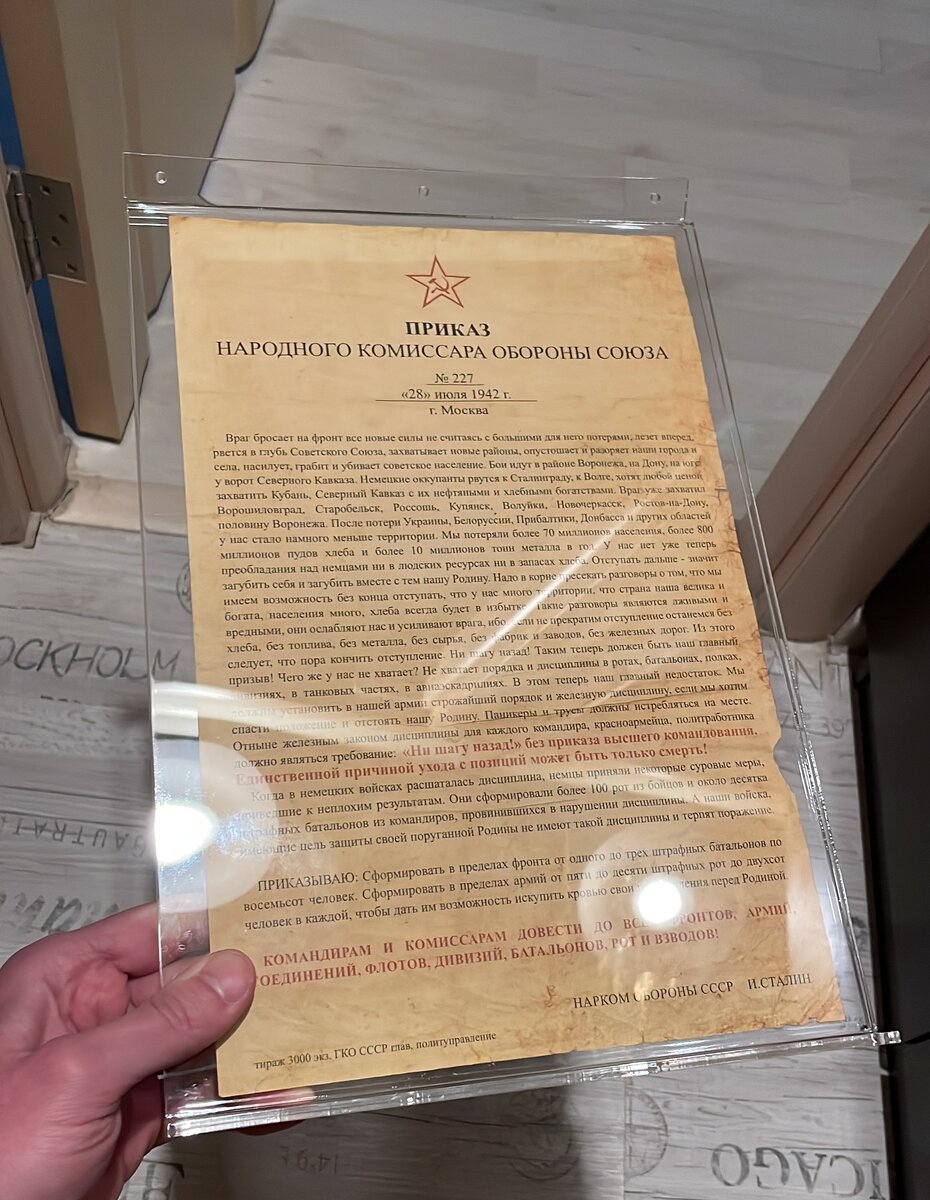 ПРИКАЗ
НАРОДНОГО КОМИССАРА ОБОРОНЫ СОЮЗА
№ 227
«28» июля 1942 г.
г. Москва
Враг бросает на фронт все новые силы не считаясь с большими для него потерями, лезет вперед,
рвется в глубь Советского Союза, захватывает новые районы, опустошает и разоряет наши города и
села, насилует, грабит и убивает советское население. Бои идут в районе Воронежа, на Дону, на юге
у ворот Северного Кавказа. Немецкие оккупанты рвутся к Сталинграду, к Волге, хотят любой ценой
захватить Кубань, Северный Кавказ с их нефтяными и хлебными богатствами. Враг уже захватил
Ворошиловград, Старобельск, Россошь, Купянск, Волуйки, Новочеркасск, Ростов-на-Дону,
половину Воронежа. После потери Украины, Белоруссии, Прибалтики, Донбасса и других областей
у нас стало намного меньше территории. Мы потеряли более 70 миллионов населения, более 800
миллионов пудов хлеба и более 10 миллионов тонн металла в год. У нас нет уже теперь
преобладания над немцами ни в людских ресурсах ни в запасах хлеба. Отступать дальше - значит
загубить себя и загубить вместе с тем нашу Родину. Надо в корне пресекать разговоры о том, что мы
имеем возможность без конца отступать, что у нас много территории, что страна наша велика и
богата, населения много, хлеба всегда будет в избытке. Такие разговоры являются лживыми и
вредными, они ослабляют нас и усиливают врага, ибо если не прекратим отступление останемся без
хлеба, без топлива, без металла, без сырья, без фабрик и заводов, без железных дорог. Из этого
следует, что пора кончить отступление. Ни шагу назад! Таким теперь должен быть наш главный
призыв! Чего же у нас не хватает? Не хватает порядка и дисциплины в ротах, батальонах, полках,
дивизиях, в танковых частях, в авиаэскадрилиях. В этом теперь наш главный недостаток. Мы
должны установить в нашей армии строжайший порядок и железную дисциплину, если мы хотим
спасти положение и отстоять нашу Родину. Паникеры и трусы должны истребляться на месте.
Отныне железным законом дисциплины для каждого командира, красноармейца, политработника
должно являться требование: «Ни шагу назад!» без приказа высшего командования.
Единственной причиной ухода с позиций может быть только смерть!
Когда в немецких войсках расшаталась дисциплина, немцы приняли некоторые суровые меры,
приведшие к неплохим результатам. Они сформировали более 100 рот из бойцов и около десятка
штрафных батальонов из командиров, провинившихся в нарушении дисциплины. А наши войска,
имеющие цель защиты своей поруганной Родины не имеют такой дисциплины и терпят поражение.
ПРИКАЗЫВАЮ: Сформировать в пределах фронта от одного до трех штрафных батальонов по
восемьсот человек. Сформировать в пределах армий от пяти до десяти штрафных рот до двухсот
человек в каждой, чтобы дать им возможность искупить кровью свои перед Родиной.
КОМАНДИРАМ И КОМИССАРАМ ДОВЕСТИ ДО ВСЕХ ФРОНТОВ, АРМИЙ,
СОЕДИНЕНИЙ, ФЛОТОВ, ДИВИЗИЙ, БАТАЛЬОНОВ, РОТ И ВЗВОДОВ!
НАРКОМ ОБОРОНЫ СССР И.СТАЛИН
тираж 3000 экз. ГКО СССР глав. политуправление
OCKHOLM
CAGO